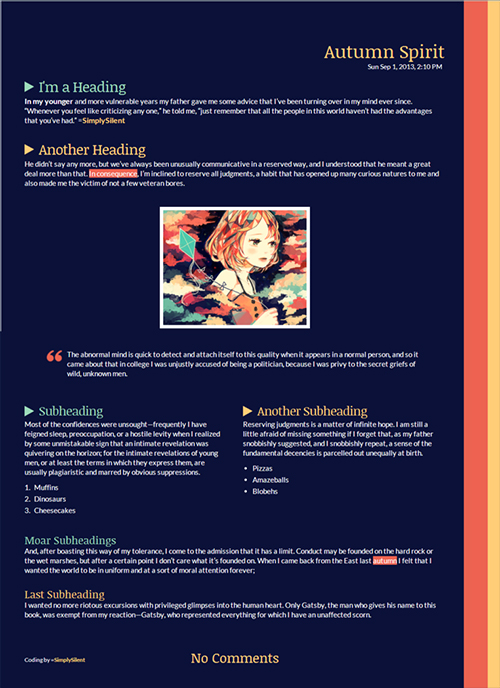 Autumn Spirit
Sun Sep 1, 2013, 2:10 PM
I'm a Heading
In my younger and more vulnerable years my father gave me some advice that I've been turning over in my mind ever since.
"Whenever you feel like criticizing any one," he told me, "just remember that all the people in this world haven't had the advantages
that you've had." =SimplySilent
Another Heading
He didn't say any more, but we've always been unusually communicative in a reserved way, and I understood that he meant a great
deal more than that. In consequence, I'm inclined to reserve all judgments, a habit that has opened up many curious natures to me and
also made me the victim of not a few veteran bores.
The abnormal mind is quick to detect and attach itself to this quality when it appears in a normal person, and so it
came about that in college I was unjustly accused of being a politician, because I was privy to the secret griefs of
wild, unknown men.
Subheading
Most of the confidences were unsought—frequently I have
feigned sleep, preoccupation, or a hostile levity when I realized
by some unmistakable sign that an intimate revelation was
quivering on the horizon; for the intimate revelations of young
men, or at least the terms in which they express them, are
usually plagiaristic and marred by obvious suppressions.
1. Muffins
2. Dinosaurs
3. Cheesecakes
Another Subheading
Reserving judgments is a matter of infinite hope. I am still a
little afraid of missing something if I forget that, as my father
snobbishly suggested, and I snobbishly repeat, a sense of the
fundamental decencies is parcelled out unequally at birth.
• Pizzas
• Amazeballs
• Blobehs
Moar Subheadings
And, after boasting this way of my tolerance, I come to the admission that it has a limit. Conduct may be founded on the hard rock or
the wet marshes, but after a certain point I don't care what it's founded on. When I came back from the East last autumn I felt that I
wanted the world to be in uniform and at a sort of moral attention forever;
Last Subheading
I wanted no more riotous excursions with privileged glimpses into the human heart. Only Gatsby, the man who gives his name to this
book, was exempt from my reaction—Gatsby, who represented everything for which I have an unaffected scorn.
Coding by =SimplySilent
No Comments